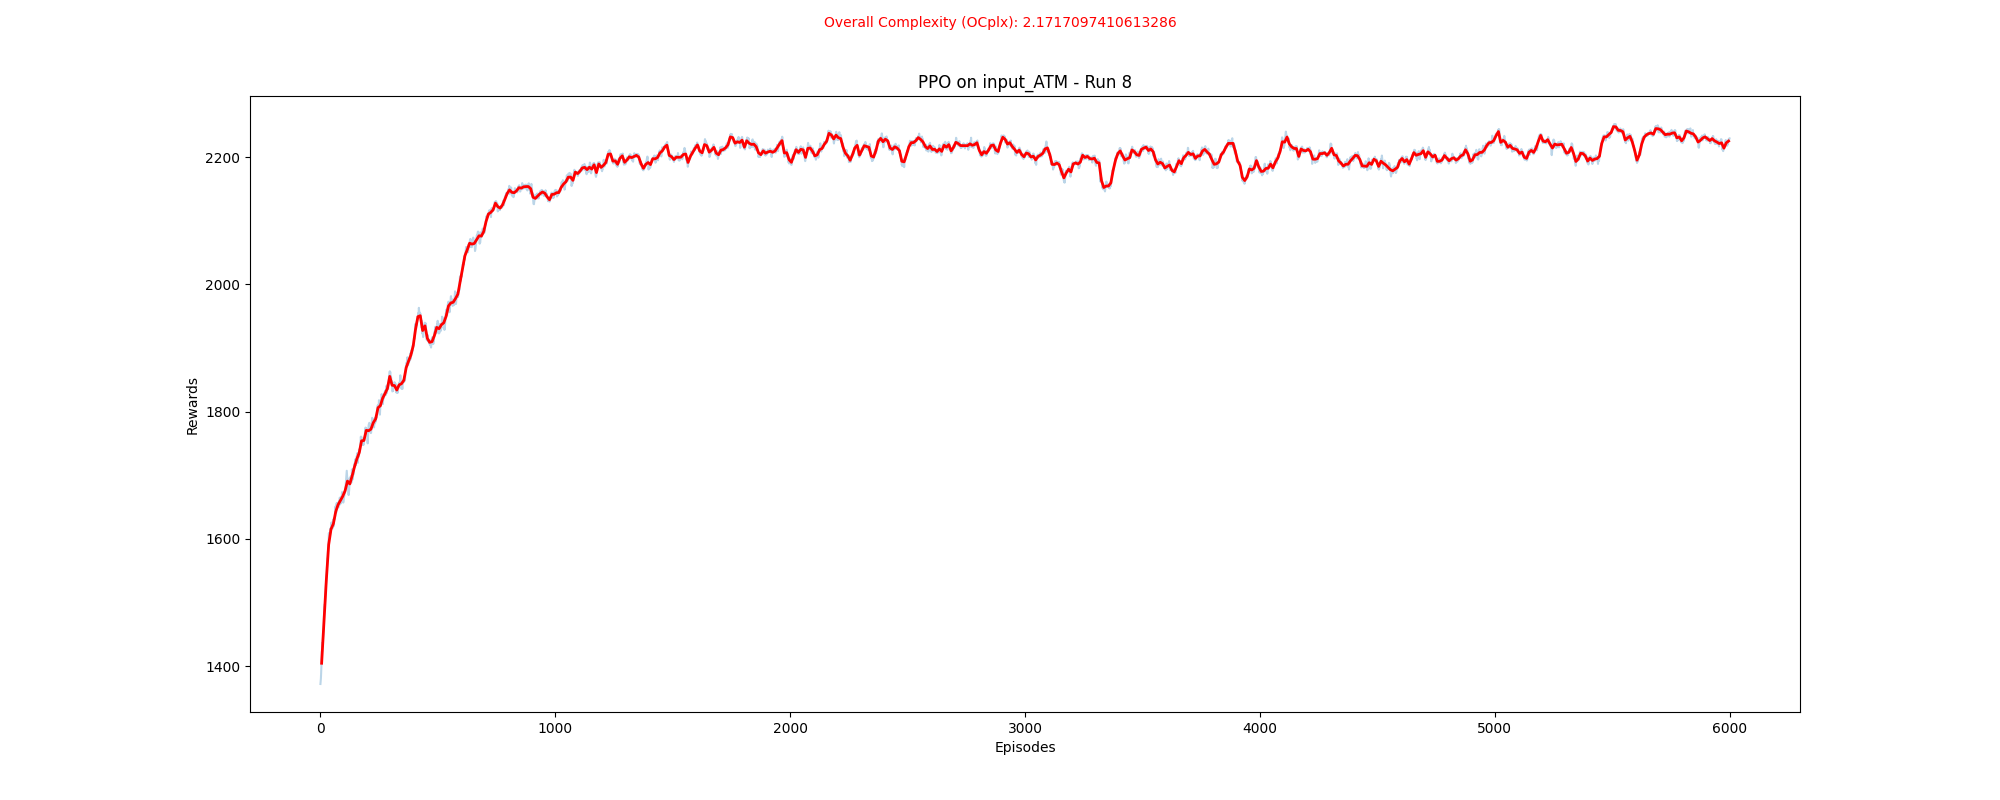 Overall Complexity (OCplx): 2.1717097410613286
PPO on input_ATM - Run 8
2200
2000
1800
1600
1400
Rewards
0 1000 2000 3000 4000 5000 6000
Episodes